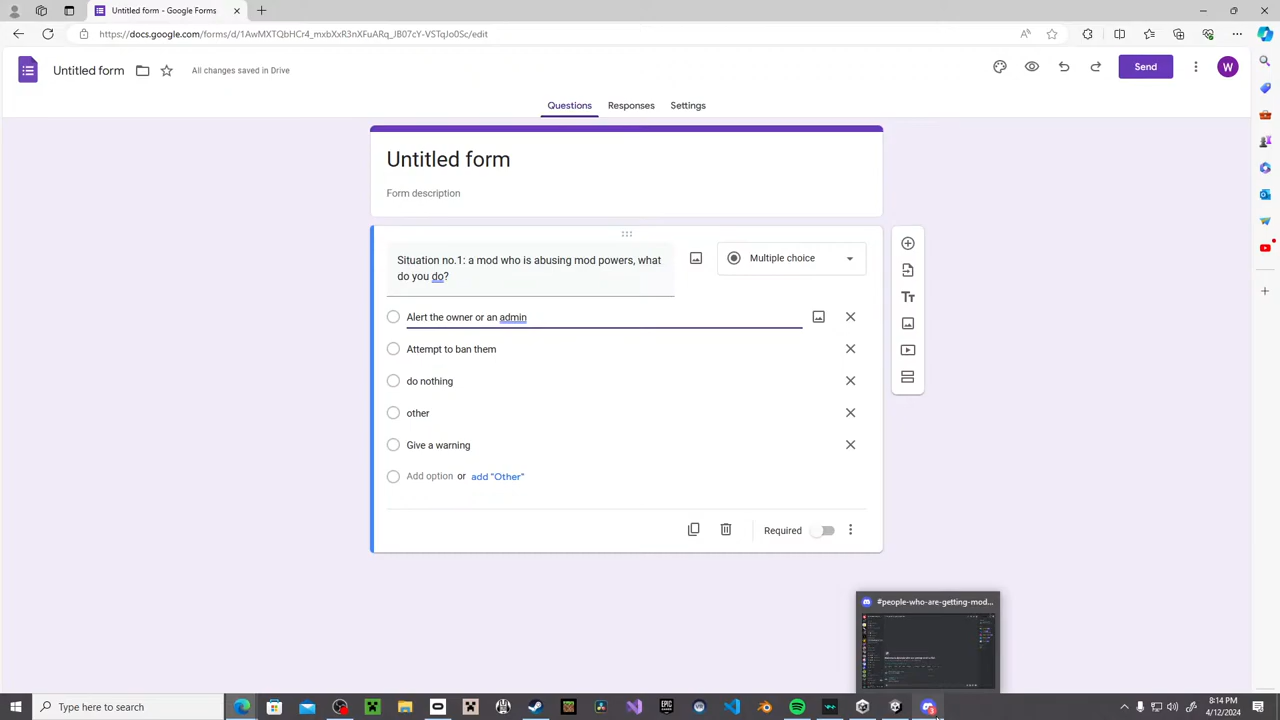 Untitled form - Google Forms
https://docs.google.com/forms/d/1AwMXTQbHCr4_mxbXxR3nXFuARq_JB07cY-VSTqJo0Sc/edit
Untitled form
All changes saved in Drive
Send
W
Questions
Responses
Settings
Untitled form
Form description
Situation no.1: a mod who is abusing mod powers, what
do you do?
Multiple choice
Alert the owner or an admin
Attempt to ban them
do nothing
other
Give a warning
Add option or add "Other"
Required
#people-who-are-getting-mod...
Type here to search
8:14 PM
4/12/2024